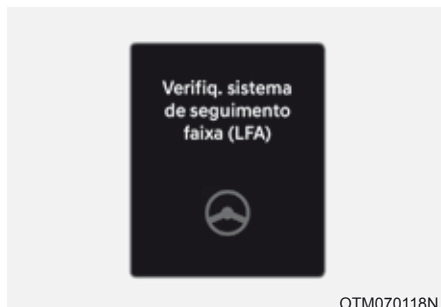 Verifiq. sistema
de seguimento
faixa (LFA)
OTM070118N